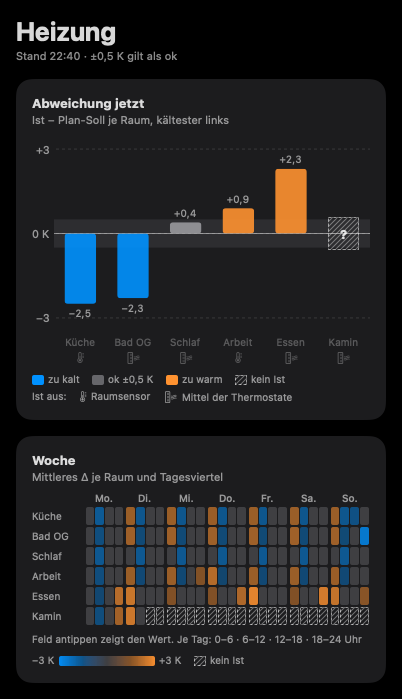 Heizung
Stand 22:40 · ±0,5 K gilt als ok
Abweichung jetzt
Ist – Plan-Soll je Raum, kältester links
+3
+2,3
+0,9
+0,4
0 K
?
−2,5
−2,3
−3
Küche Bad OG Schlaf Arbeit Essen Kamin
zu kalt ok ±0,5 K zu warm kein Ist
Ist aus: Raumsensor Mittel der Thermostate
Woche
Mittleres Δ je Raum und Tagesviertel
Mo. Di. Mi. Do. Fr. Sa. So.
Küche
Bad OG
Schlaf
Arbeit
Essen
Kamin
Feld antippen zeigt den Wert. Je Tag: 0–6 · 6–12 · 12–18 · 18–24 Uhr
−3 K +3 K kein Ist